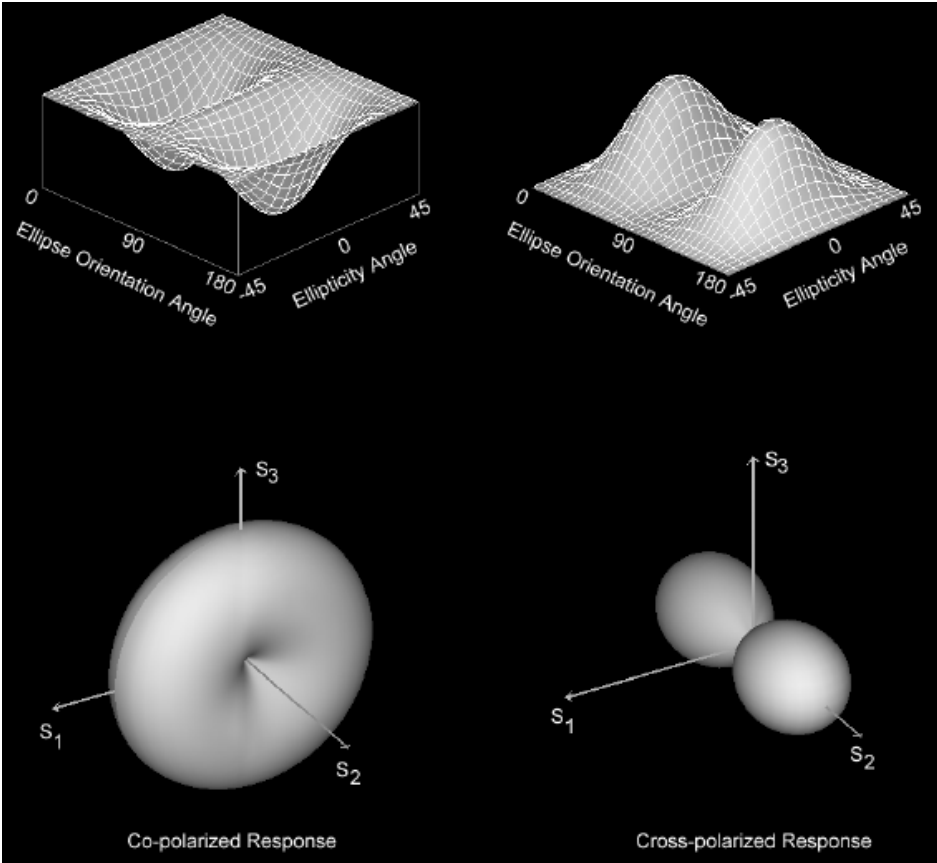 0
90
180
Ellipse Orientation Angle
-45
0
45
Ellipticity Angle
0
90
180
Ellipse Orientation Angle
-45
0
45
Ellipticity Angle
S3
S1
S2
Co-polarized Response
S3
S1
S2
Cross-polarized Response